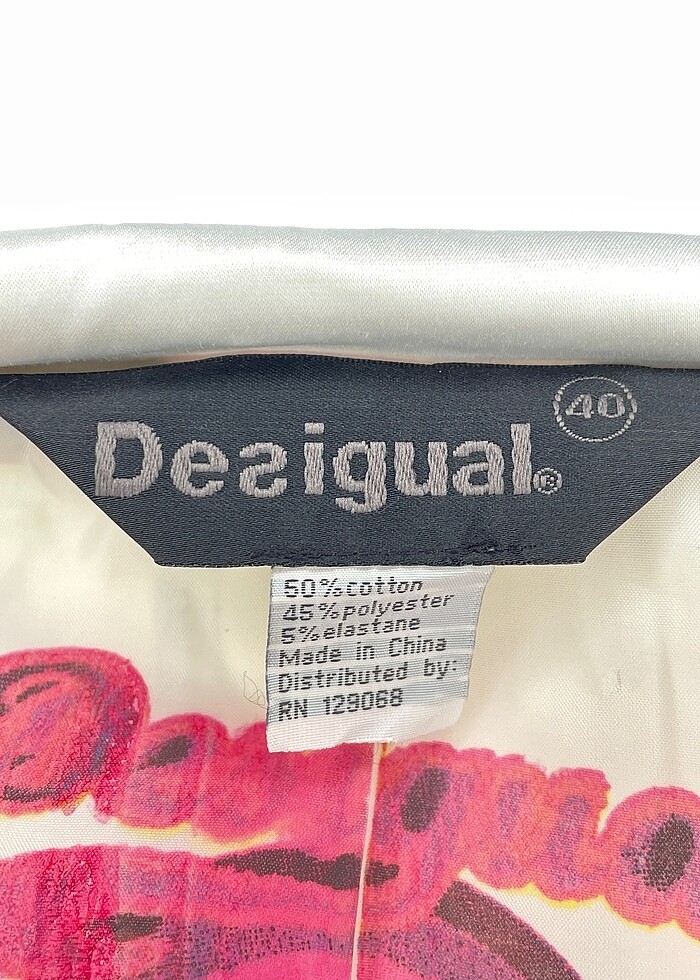 40
Desigual®
50%cotton
45%polyester
5%elastane
Made in China
Distributed by:
RN 129068